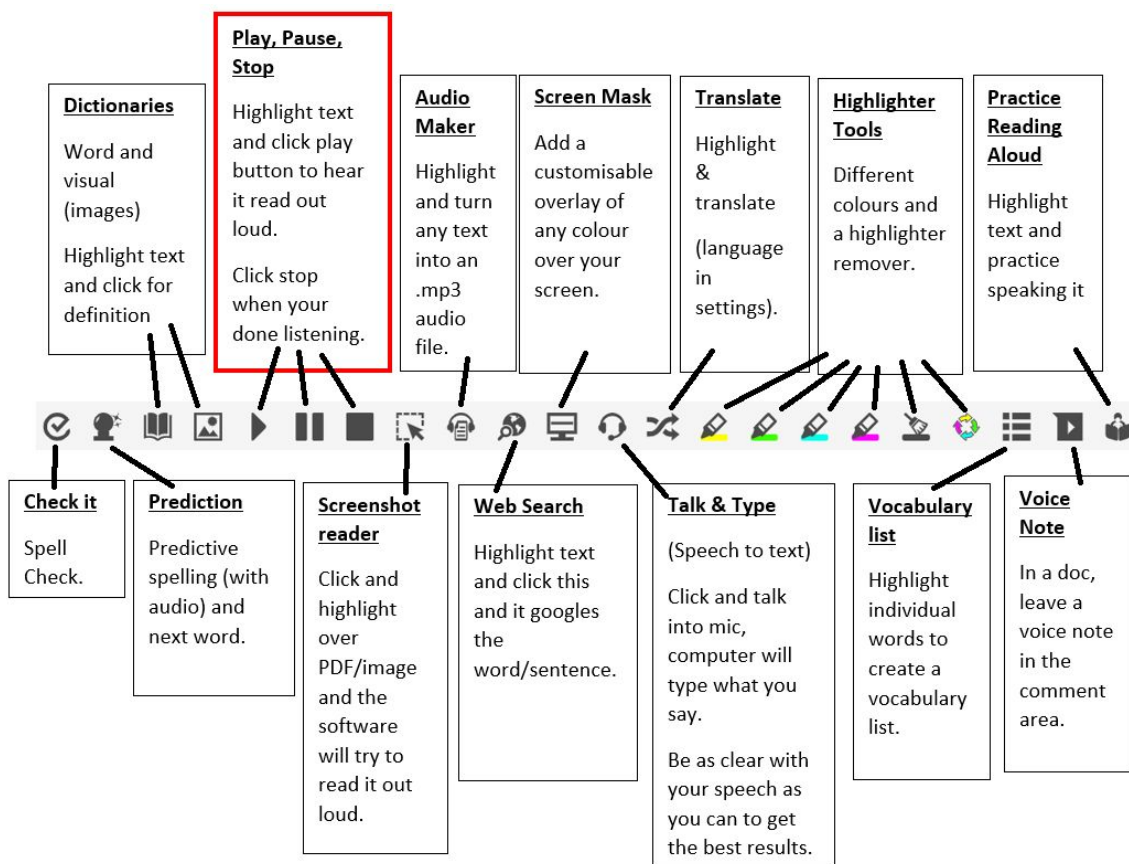 Dictionaries
Word and
visual
(images)
Highlight text
and click for
definition
Play, Pause,
Stop
Highlight text
and click play
button to hear
it read out
loud.
Click stop
when your
done listening.
Audio
Maker
Highlight
and turn
any text
into an
.mp3
audio
file.
Screen Mask
Add a
customisable
overlay of
any colour
over your
screen.
Translate
Highlight
&
translate
(language
in
settings).
Highlighter
Tools
Different
colours and
a highlighter
remover.
Practice
Reading
Aloud
Highlight
text and
practice
speaking it
Check it
Spell
Check.
Prediction
Predictive
spelling (with
audio) and
next word.
Screenshot
reader
Click and
highlight
over
PDF/image
and the
software
will try to
read it out
loud.
Web Search
Highlight text
and click this
and it googles
the
word/sentence.
Talk & Type
(Speech to text)
Click and talk
into mic,
computer will
type what you
say.
Be as clear with
your speech as
you can to get
the best results.
Vocabulary
list
Highlight
individual
words to
create a
vocabulary
list.
Voice
Note
In a doc,
leave a
voice note
in the
comment
area.